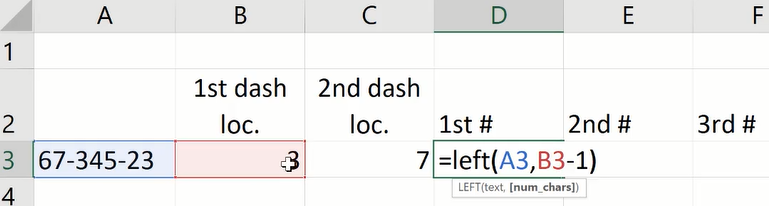 A B C D E F
1
1st dash 2nd dash
2 loc. loc. 1st # 2nd # 3rd #
3 67-345-23 3 7 =left(A3,B3-1)
LEFT(text, [num_chars])
4